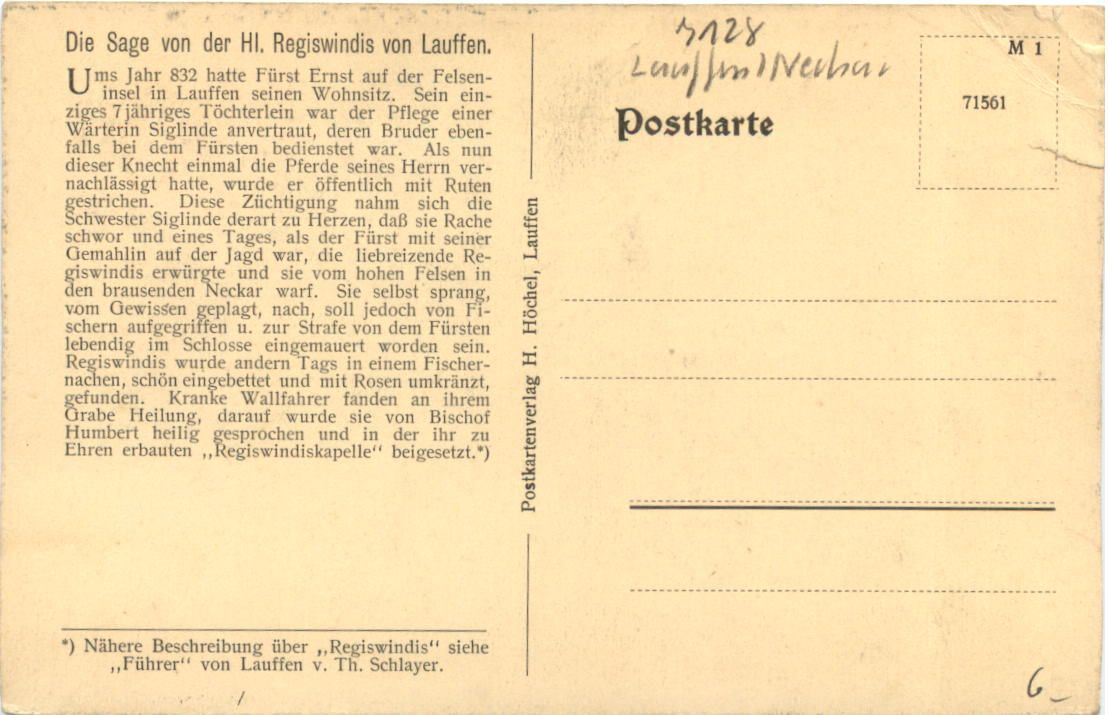 Die Sage von der Hl. Regiswindis von Lauffen.
Ums Jahr 832 hatte Fürst Ernst auf der Felsen-
insel in Lauffen seinen Wohnsitz. Sein ein-
ziges 7jähriges Töchterlein war der Pflege einer
Wärterin Siglinde anvertraut, deren Bruder eben-
falls bei dem Fürsten bedienstet war. Als nun
dieser Knecht einmal die Pferde seines Herrn ver-
nachlässigt hatte, wurde er öffentlich mit Ruten
gestrichen. Diese Züchtigung nahm sich die
Schwester Siglinde derart zu Herzen, daß sie Rache
schwor und eines Tages, als der Fürst mit seiner
Gemahlin auf der Jagd war, die liebreizende Re-
giswindis erwürgte und sie vom hohen Felsen in
den brausenden Neckar warf. Sie selbst sprang,
vom Gewissen geplagt, nach, soll jedoch von Fi-
schern aufgegriffen u. zur Strafe von dem Fürsten
lebendig im Schlosse eingemauert worden sein.
Regiswindis wurde andern Tags in einem Fischer-
nachen, schön eingebettet und mit Rosen umkränzt,
gefunden. Kranke Wallfahrer fanden an ihrem
Grabe Heilung, darauf wurde sie von Bischof
Humbert heilig gesprochen und in der ihr zu
Ehren erbauten „Regiswindiskapelle“ beigesetzt.*)
*) Nähere Beschreibung über „Regiswindis“ siehe
„Führer“ von Lauffen v. Th. Schlayer.
Postkartenverlag H. Höchel, Lauffen
7128
Lauffen/Neckar
Postkarte
M 1
71561
6_